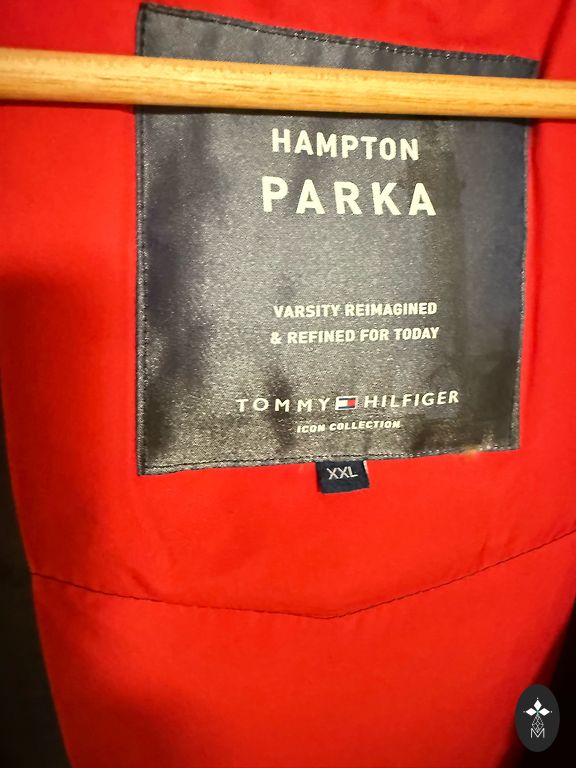 HAMPTON
PARKA
VARSITY REIMAGINED
& REFINED FOR TODAY
TOMMY HILFIGER
ICON COLLECTION
XXL
M